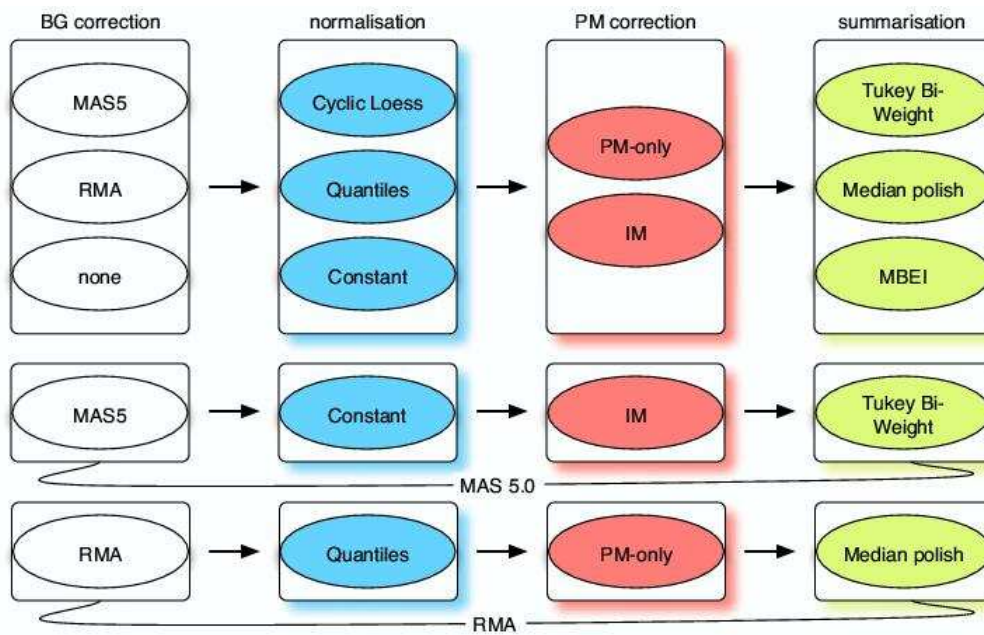 BG correction
normalisation
PM correction
summarisation
MAS5
RMA
none
Cyclic Loess
Quantiles
Constant
PM-only
IM
Tukey Bi-
Weight
Median polish
MBEI
MAS5
Constant
IM
Tukey Bi-
Weight
MAS 5.0
RMA
Quantiles
PM-only
Median polish
RMA